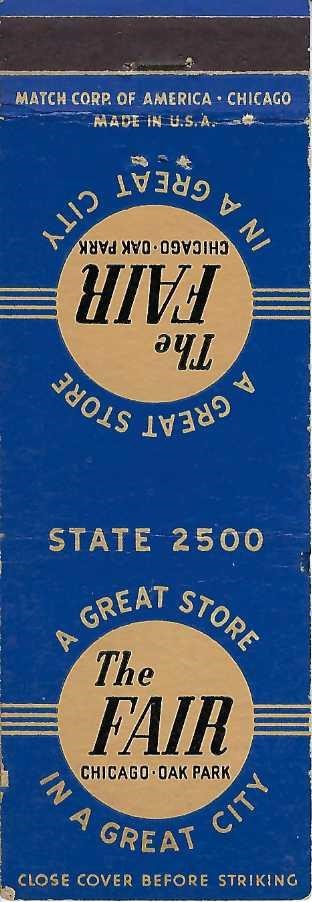 MATCH CORP. OF AMERICA • CHICAGO
MADE IN U.S.A.
A GREAT STORE
The
FAIR
CHICAGO • OAK PARK
IN A GREAT CITY
STATE 2500
A GREAT STORE
The
FAIR
CHICAGO • OAK PARK
IN A GREAT CITY
CLOSE COVER BEFORE STRIKING